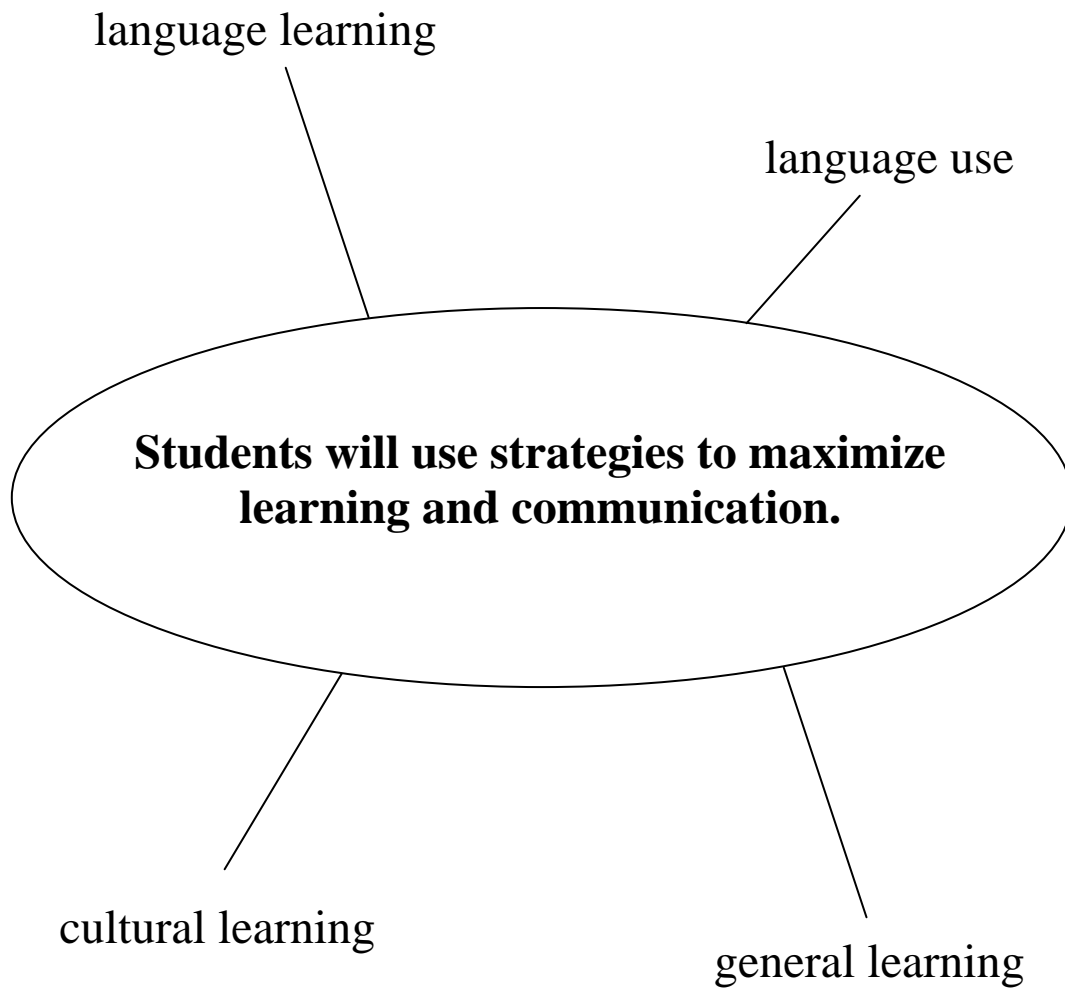 language learning
language use
Students will use strategies to maximize
learning and communication.
cultural learning
general learning